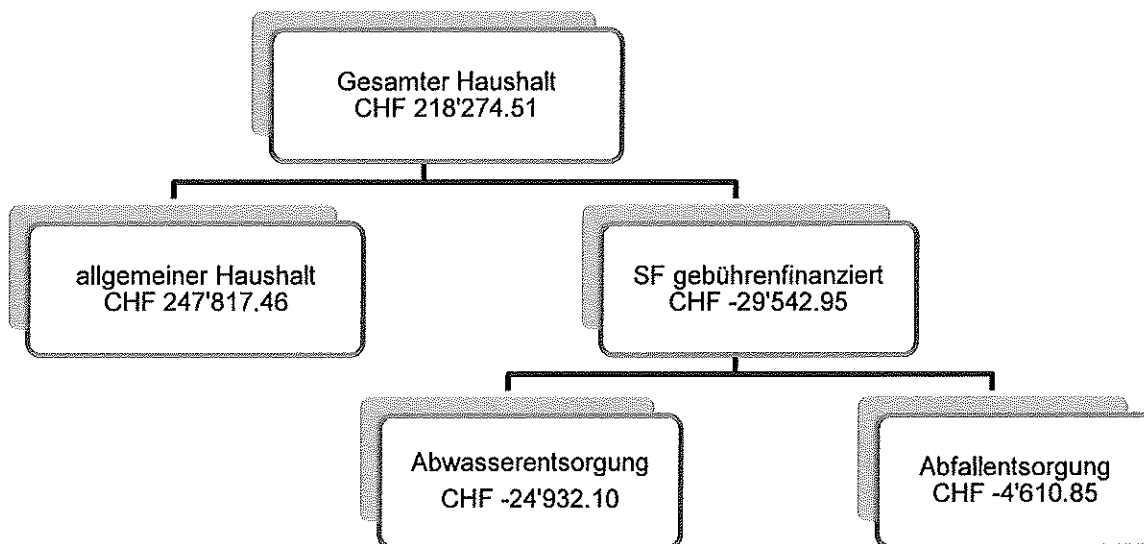 Gesamter Haushalt
CHF 218'274.51
allgemeiner Haushalt
CHF 247'817.46
SF gebührenfinanziert
CHF -29'542.95
Abwasserentsorgung
CHF -24'932.10
Abfallentsorgung
CHF -4'610.85